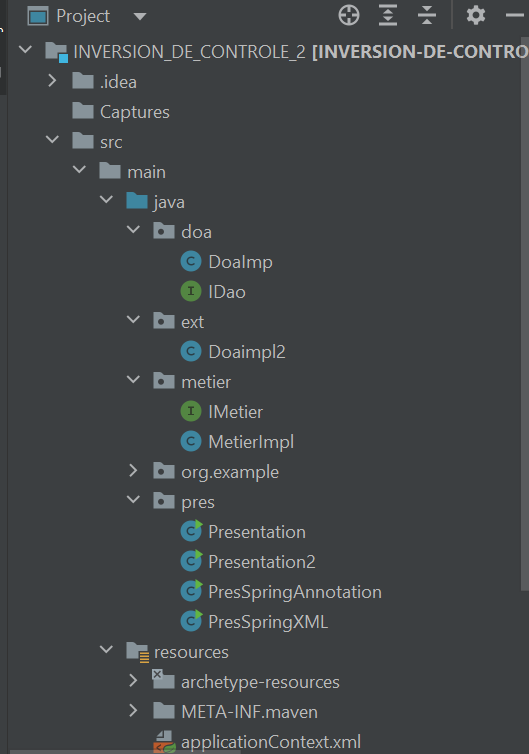 Project
INVERSION_DE_CONTROLE_2 [INVERSION-DE-CONTRO
.idea
Captures
src
main
java
doa
C DoaImp
I IDao
ext
C Doaimpl2
metier
I IMetier
C MetierImpl
org.example
pres
C Presentation
C Presentation2
C PresSpringAnnotation
C PresSpringXML
resources
archetype-resources
META-INF.maven
applicationContext.xml